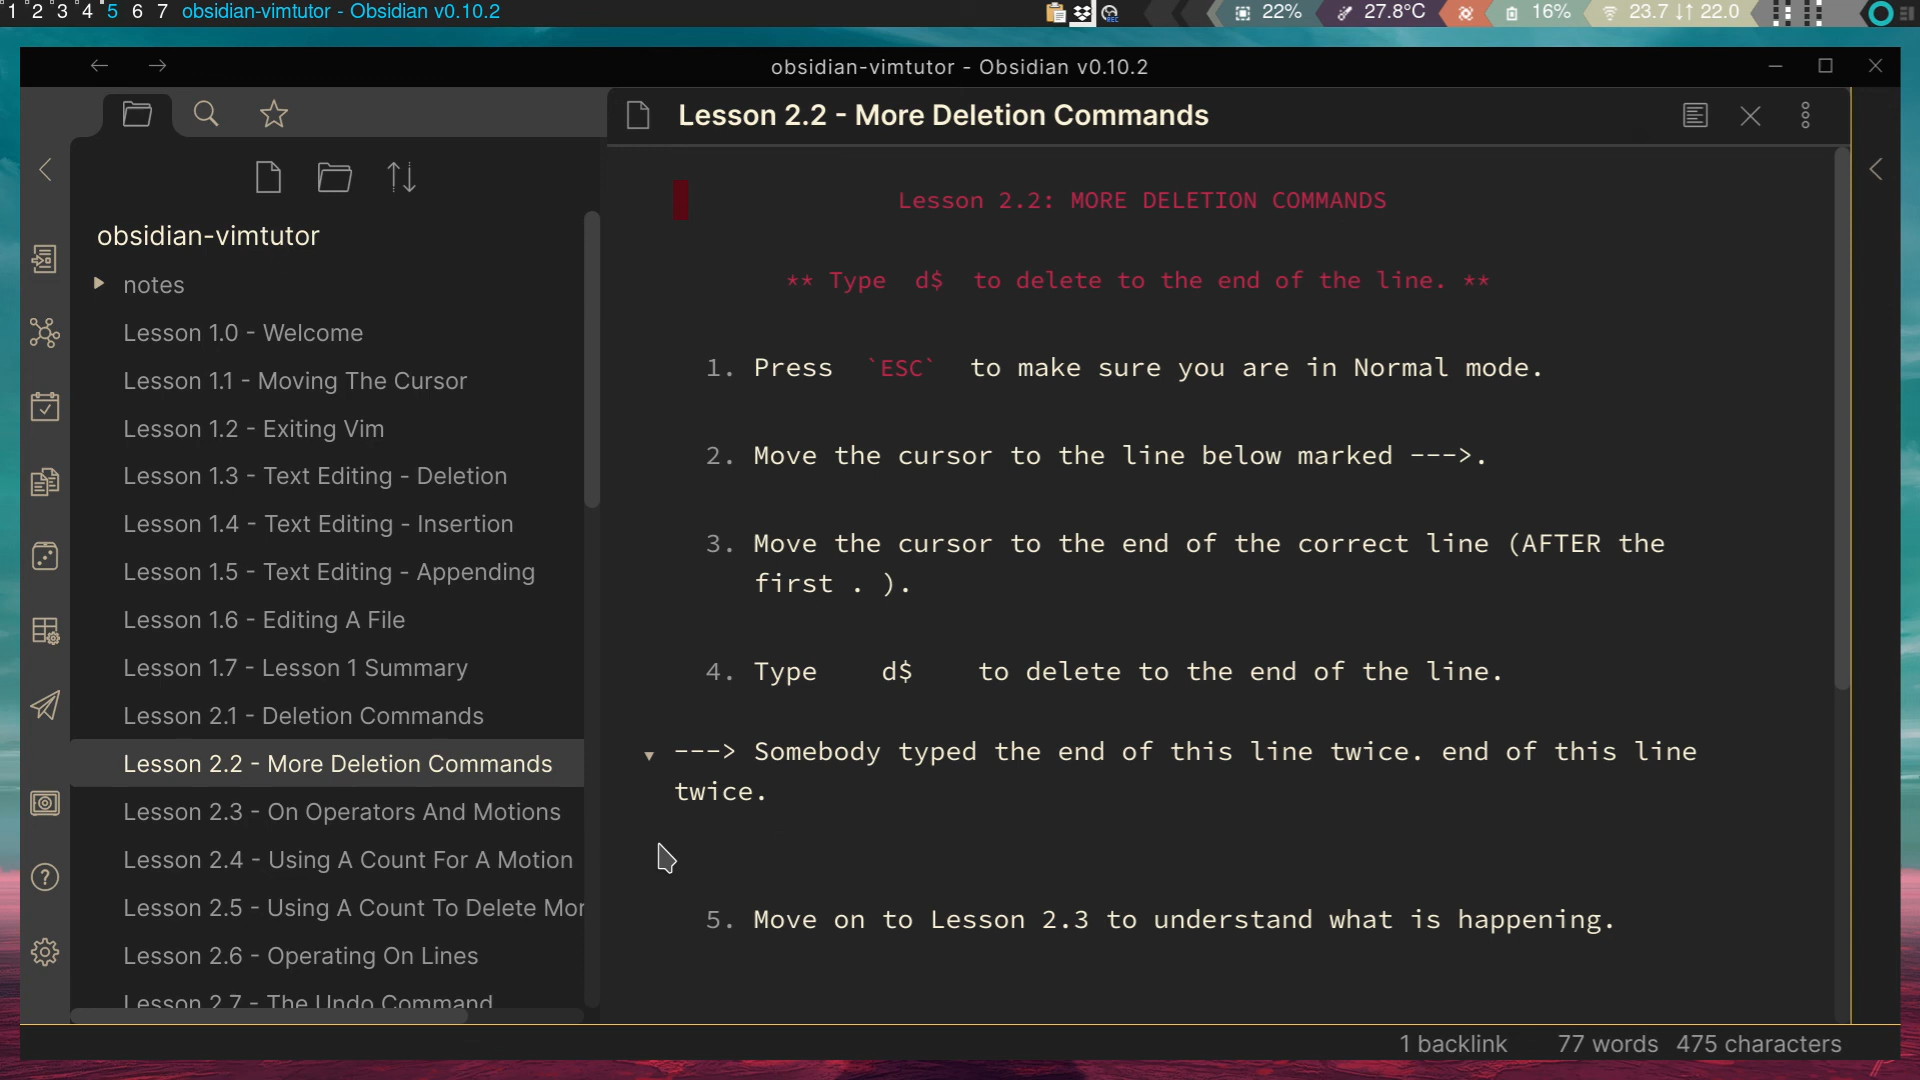 1 2 3 4 5 6 7 obsidian-vimtutor - Obsidian v0.10.2
22% 27.8°C 16% 23.7 ↓↑ 22.0
obsidian-vimtutor - Obsidian v0.10.2
Lesson 2.2 - More Deletion Commands
obsidian-vimtutor
notes
Lesson 1.0 - Welcome
Lesson 1.1 - Moving The Cursor
Lesson 1.2 - Exiting Vim
Lesson 1.3 - Text Editing - Deletion
Lesson 1.4 - Text Editing - Insertion
Lesson 1.5 - Text Editing - Appending
Lesson 1.6 - Editing A File
Lesson 1.7 - Lesson 1 Summary
Lesson 2.1 - Deletion Commands
Lesson 2.2 - More Deletion Commands
Lesson 2.3 - On Operators And Motions
Lesson 2.4 - Using A Count For A Motion
Lesson 2.5 - Using A Count To Delete Mor
Lesson 2.6 - Operating On Lines
Lesson 2.7 - The Undo Command
Lesson 2.2: MORE DELETION COMMANDS
** Type d$ to delete to the end of the line. **
1. Press `ESC` to make sure you are in Normal mode.
2. Move the cursor to the line below marked --->.
3. Move the cursor to the end of the correct line (AFTER the
first . ).
4. Type d$ to delete to the end of the line.
---> Somebody typed the end of this line twice. end of this line
twice.
5. Move on to Lesson 2.3 to understand what is happening.
1 backlink 77 words 475 characters